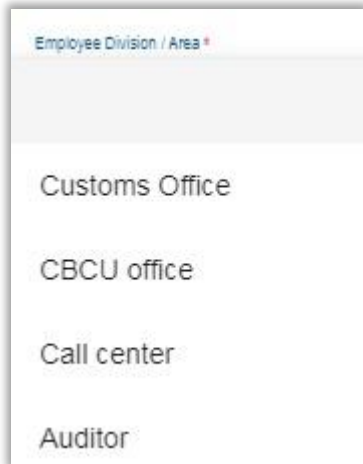 Employee Division / Area *
Customs Office
CBCU office
Call center
Auditor